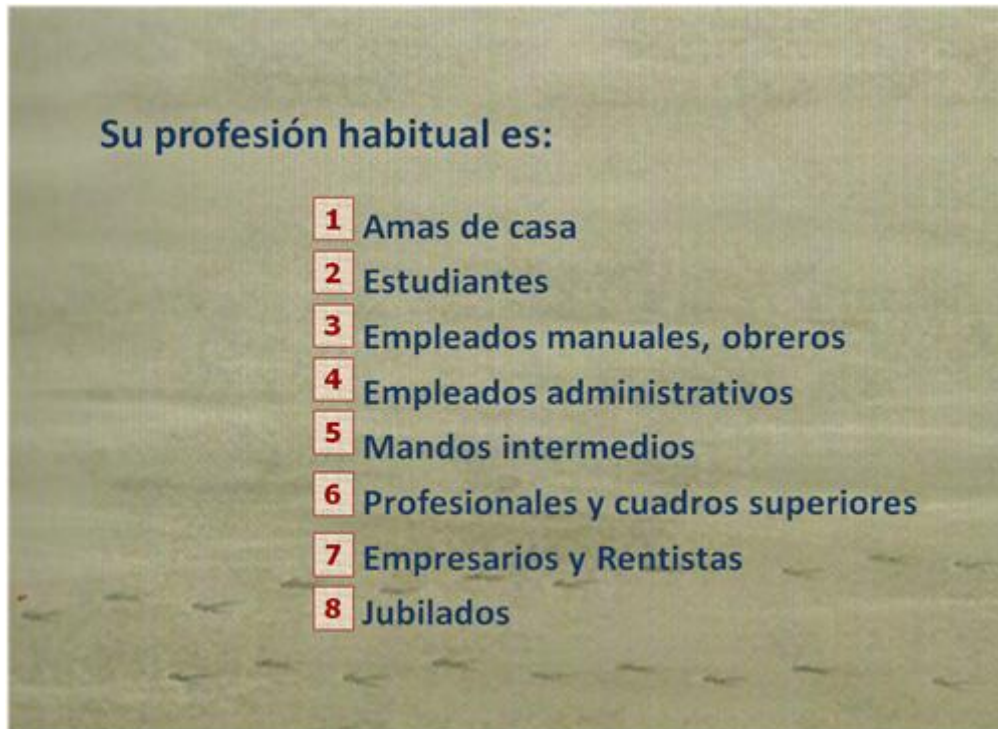 Su profesión habitual es:
1 Amas de casa
2 Estudiantes
3 Empleados manuales, obreros
4 Empleados administrativos
5 Mandos intermedios
6 Profesionales y cuadros superiores
7 Empresarios y Rentistas
8 Jubilados